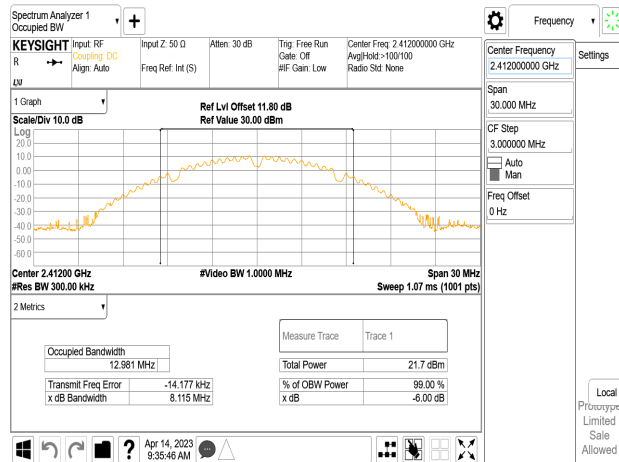 Spectrum Analyzer 1
Occupied BW
Frequency
KEYSIGHT
R
Input: RF
Coupling: DC
Align: Auto
Input Z: 50 Ω
Freq Ref: Int (S)
Atten: 30 dB
Trig: Free Run
Gate: Off
#IF Gain: Low
Center Freq: 2.412000000 GHz
Avg|Hold:>100/100
Radio Std: None
1 Graph
Scale/Div 10.0 dB
Ref Lvl Offset 11.80 dB
Ref Value 30.00 dBm
Log
20.0
10.0
0.00
-10.0
-20.0
-30.0
-40.0
-50.0
-60.0
Center 2.41200 GHz
#Res BW 300.00 kHz
#Video BW 1.0000 MHz
Span 30 MHz
Sweep 1.07 ms (1001 pts)
2 Metrics
Measure Trace
Trace 1
Occupied Bandwidth
12.981 MHz
Total Power
21.7 dBm
Transmit Freq Error
-14.177 kHz
% of OBW Power
99.00 %
x dB Bandwidth
8.115 MHz
x dB
-6.00 dB
?
Apr 14, 2023
9:35:46 AM
Center Frequency
2.412000000 GHz
Settings
Span
30.000 MHz
CF Step
3.000000 MHz
Auto
Man
Freq Offset
0 Hz
Local
Prototype
Limited
Sale
Allowed